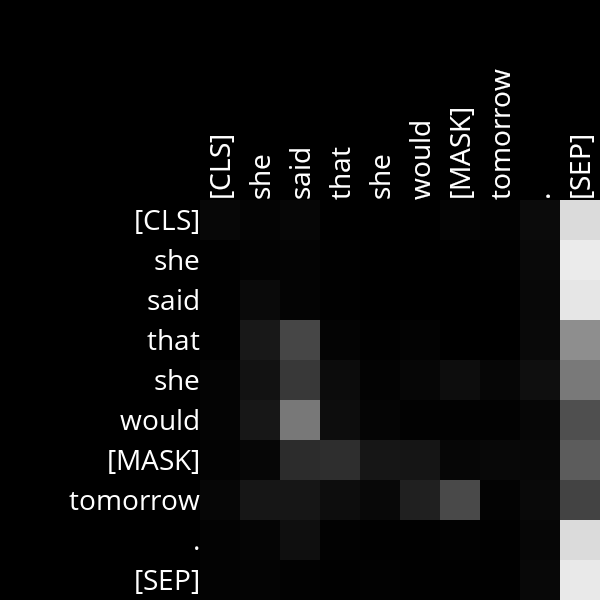 [CLS]
she
said
that
she
would
[MASK]
tomorrow
.
[SEP]
[CLS]
she
said
that
she
would
[MASK]
tomorrow
.
[SEP]